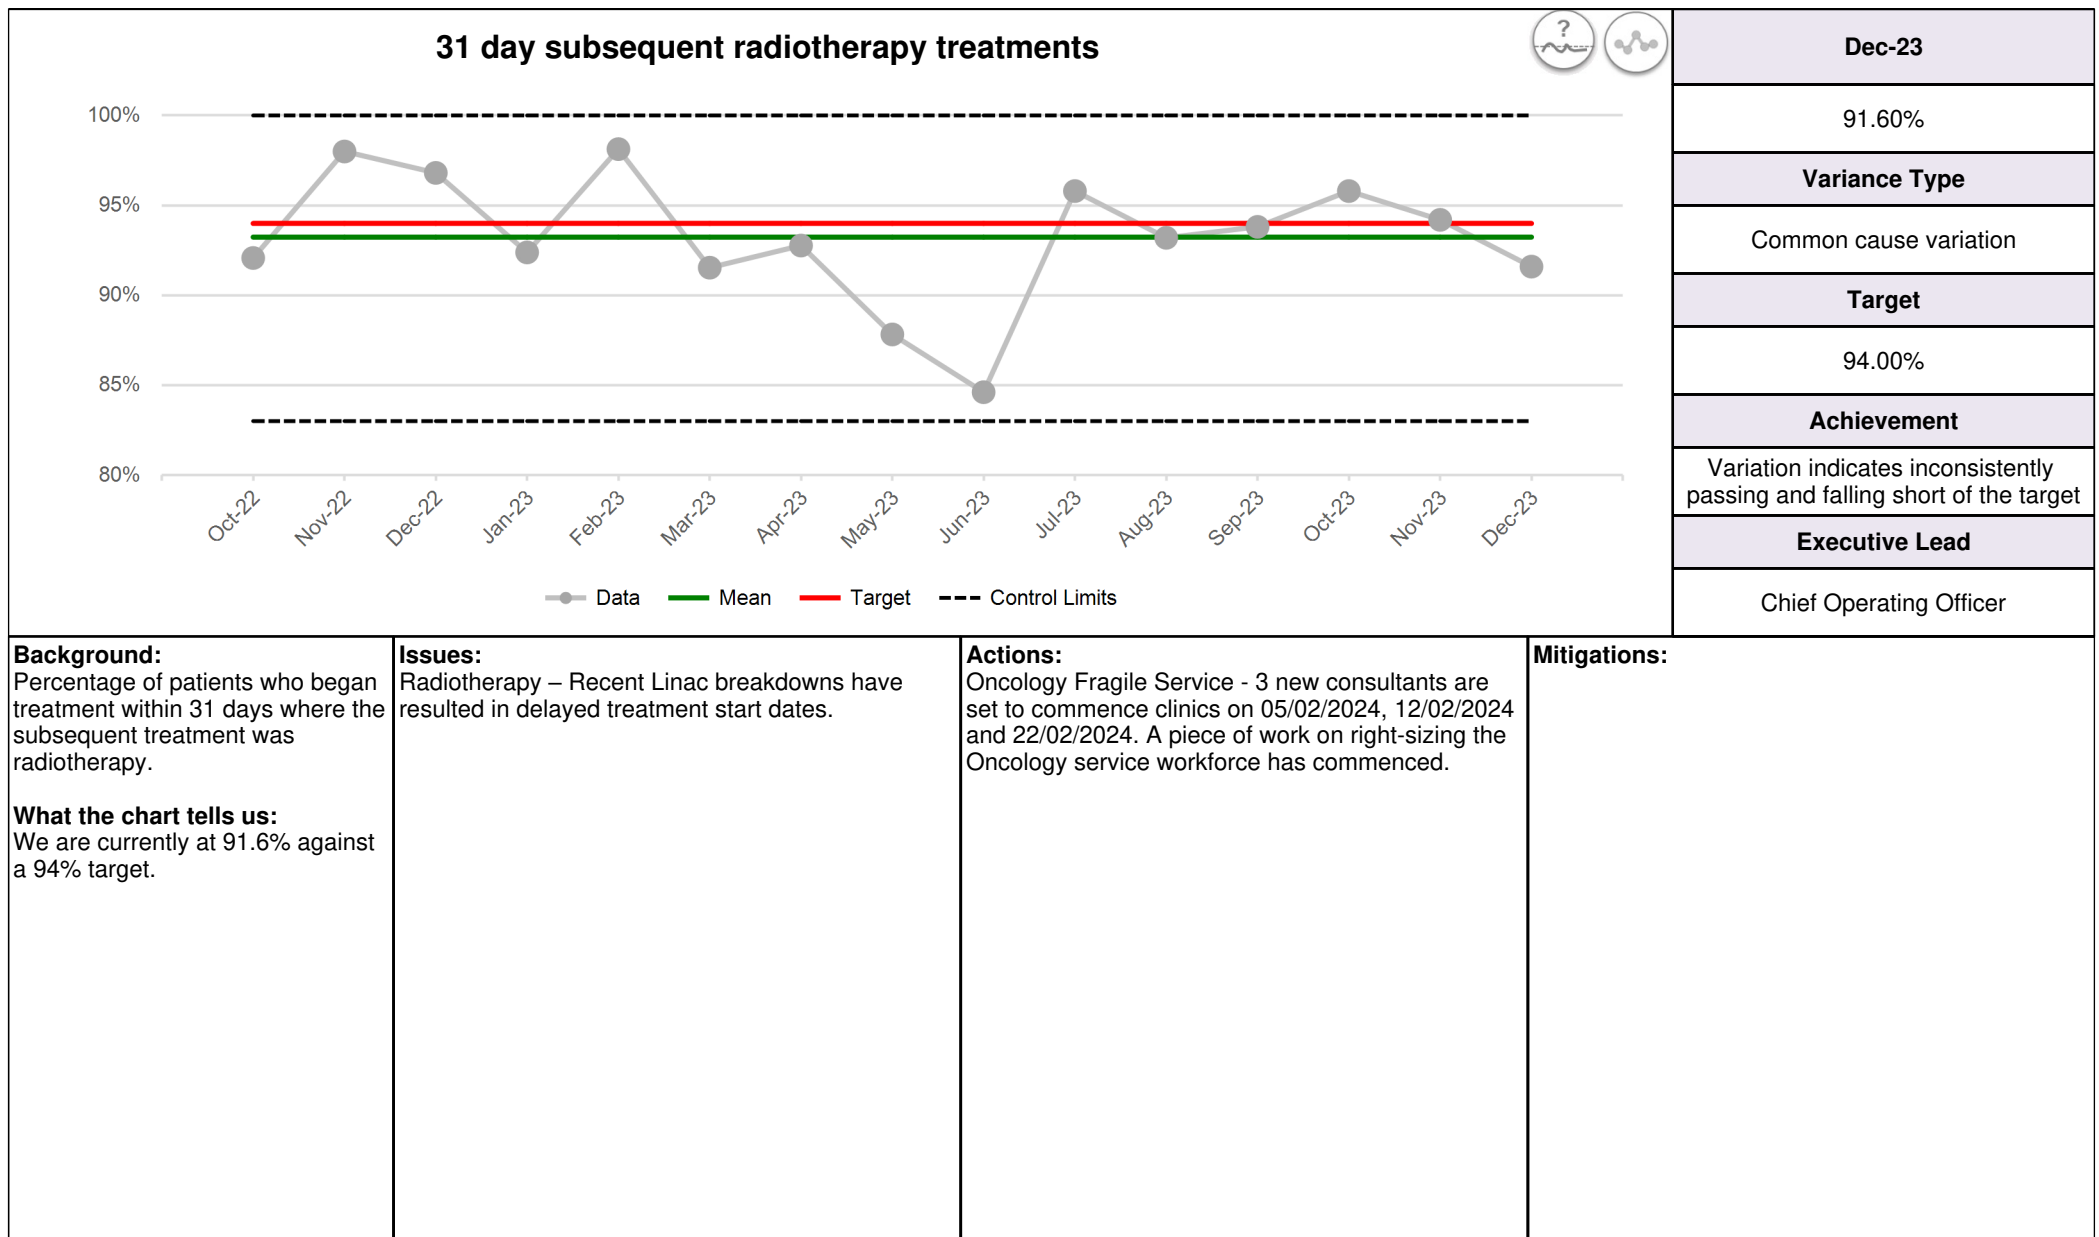 31 day subsequent radiotherapy treatments
?
100%
95%
90%
85%
80%
Oct-22
Nov-22
Dec-22
Jan-23
Feb-23
Mar-23
Apr-23
May-23
Jun-23
Jul-23
Aug-23
Sep-23
Oct-23
Nov-23
Dec-23
Data
Mean
Target
Control Limits
Dec-23
91.60%
Variance Type
Common cause variation
Target
94.00%
Achievement
Variation indicates inconsistently
passing and falling short of the target
Executive Lead
Chief Operating Officer
Background:
Percentage of patients who began
treatment within 31 days where the
subsequent treatment was
radiotherapy.
What the chart tells us:
We are currently at 91.6% against
a 94% target.
Issues:
Radiotherapy – Recent Linac breakdowns have
resulted in delayed treatment start dates.
Actions:
Oncology Fragile Service - 3 new consultants are
set to commence clinics on 05/02/2024, 12/02/2024
and 22/02/2024. A piece of work on right-sizing the
Oncology service workforce has commenced.
Mitigations: